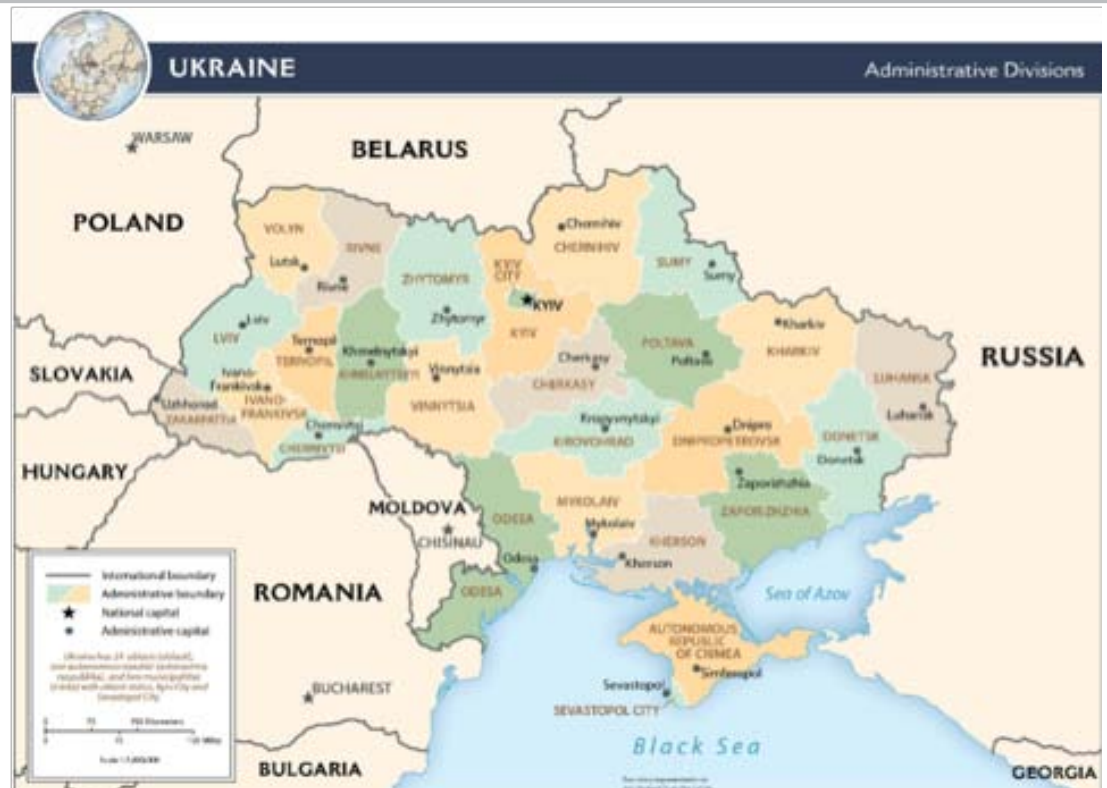 UKRAINE
Administrative Divisions
WARSAW
BELARUS
POLAND
VOLYN
Lutsk
RIVNE
Rivne
ZHYTOMYR
Zhytomyr
KYIV
CITY
KYIV
KYIV
Chernihiv
CHERNIHIV
SUMY
Sumy
LVIV
Lviv
Ternopil
TERNOPIL
Khmelnytskyi
Vinnytsia
VINNYTSIA
Cherkasy
CHERKASY
POLTAVA
Poltava
Kharkiv
KHARKIV
LUHANSK
Luhansk
RUSSIA
SLOVAKIA
Uzhhorod
ZAKARPATTIA
Ivano-
Frankivsk
IVANO-
FRANKIVSK
Chernivtsi
CHERNIVTSI
Kropyvnytskyi
KIROVOHRAD
Dnipro
DNIPROPETROVSK
DONETSK
Donetsk
Zaporizhzhia
ZAPORIZHZHIA
HUNGARY
MOLDOVA
CHISINAU
ODESA
Odesa
ODESA
MYKOLAIV
Mykolaiv
KHERSON
Kherson
ROMANIA
BUCHAREST
BULGARIA
Sea of Azov
AUTONOMOUS
REPUBLIC
OF CRIMEA
Simferopol
Sevastopol
SEVASTOPOL CITY
Black Sea
GEORGIA
International boundary
Administrative boundary
National capital
Administrative capital